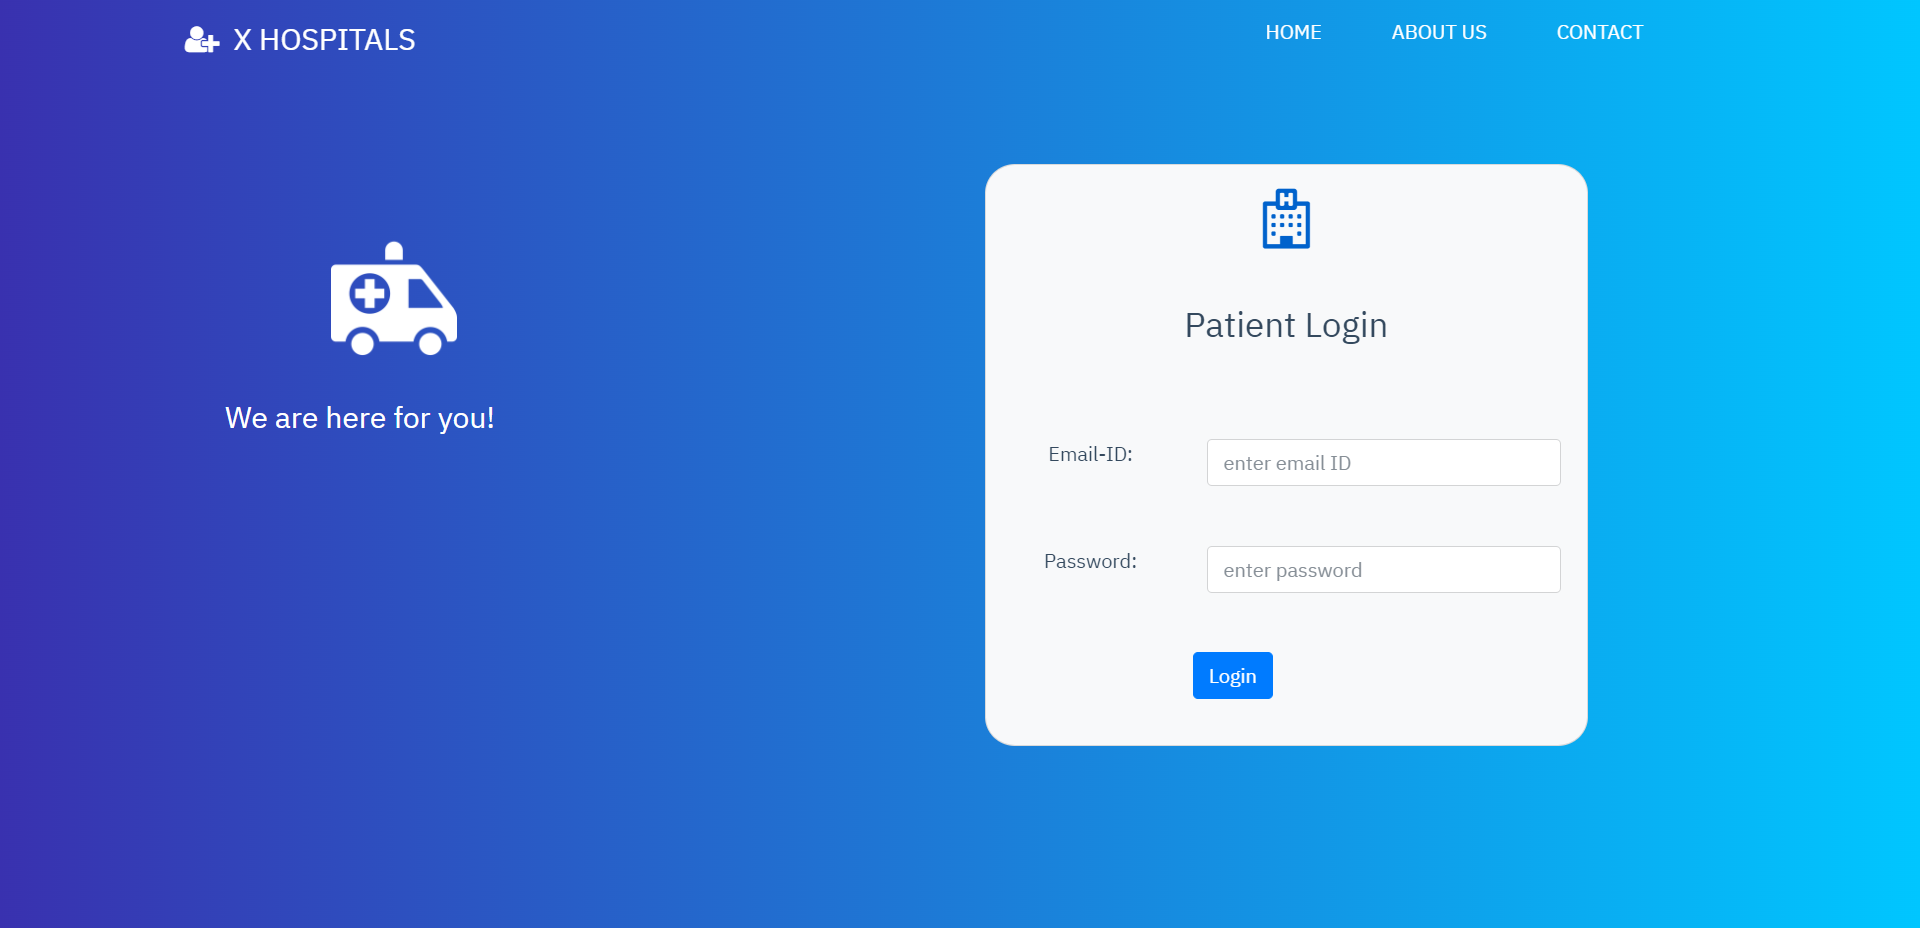 X HOSPITALS
HOME
ABOUT US
CONTACT
We are here for you!
Patient Login
Email-ID:
enter email ID
Password:
enter password
Login